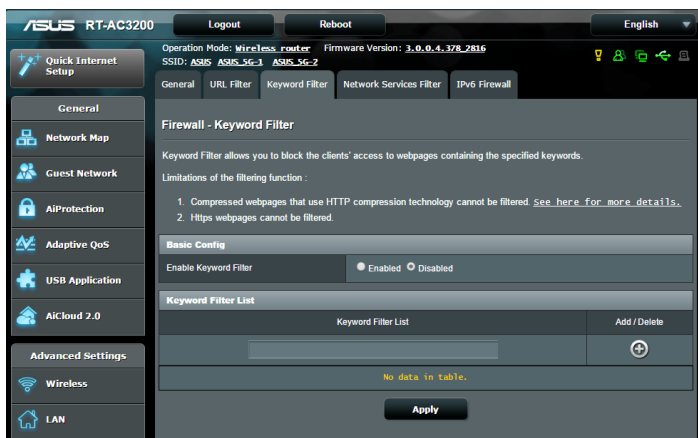 ASUS RT-AC3200
Logout
Reboot
English
Operation Mode: Wireless router Firmware Version: 3.0.0.4.378_2816
SSID: ASUS ASUS_5G-1 ASUS_5G-2
Quick Internet
Setup
General
Network Map
Guest Network
AiProtection
Adaptive QoS
USB Application
AiCloud 2.0
Advanced Settings
Wireless
LAN
General
URL Filter
Keyword Filter
Network Services Filter
IPv6 Firewall
Firewall - Keyword Filter
Keyword Filter allows you to block the clients' access to webpages containing the specified keywords.
Limitations of the filtering function :
1. Compressed webpages that use HTTP compression technology cannot be filtered. See here for more details.
2. Https webpages cannot be filtered.
Basic Config
Enable Keyword Filter
Enabled Disabled
Keyword Filter List
Keyword Filter List
Add / Delete
No data in table.
Apply